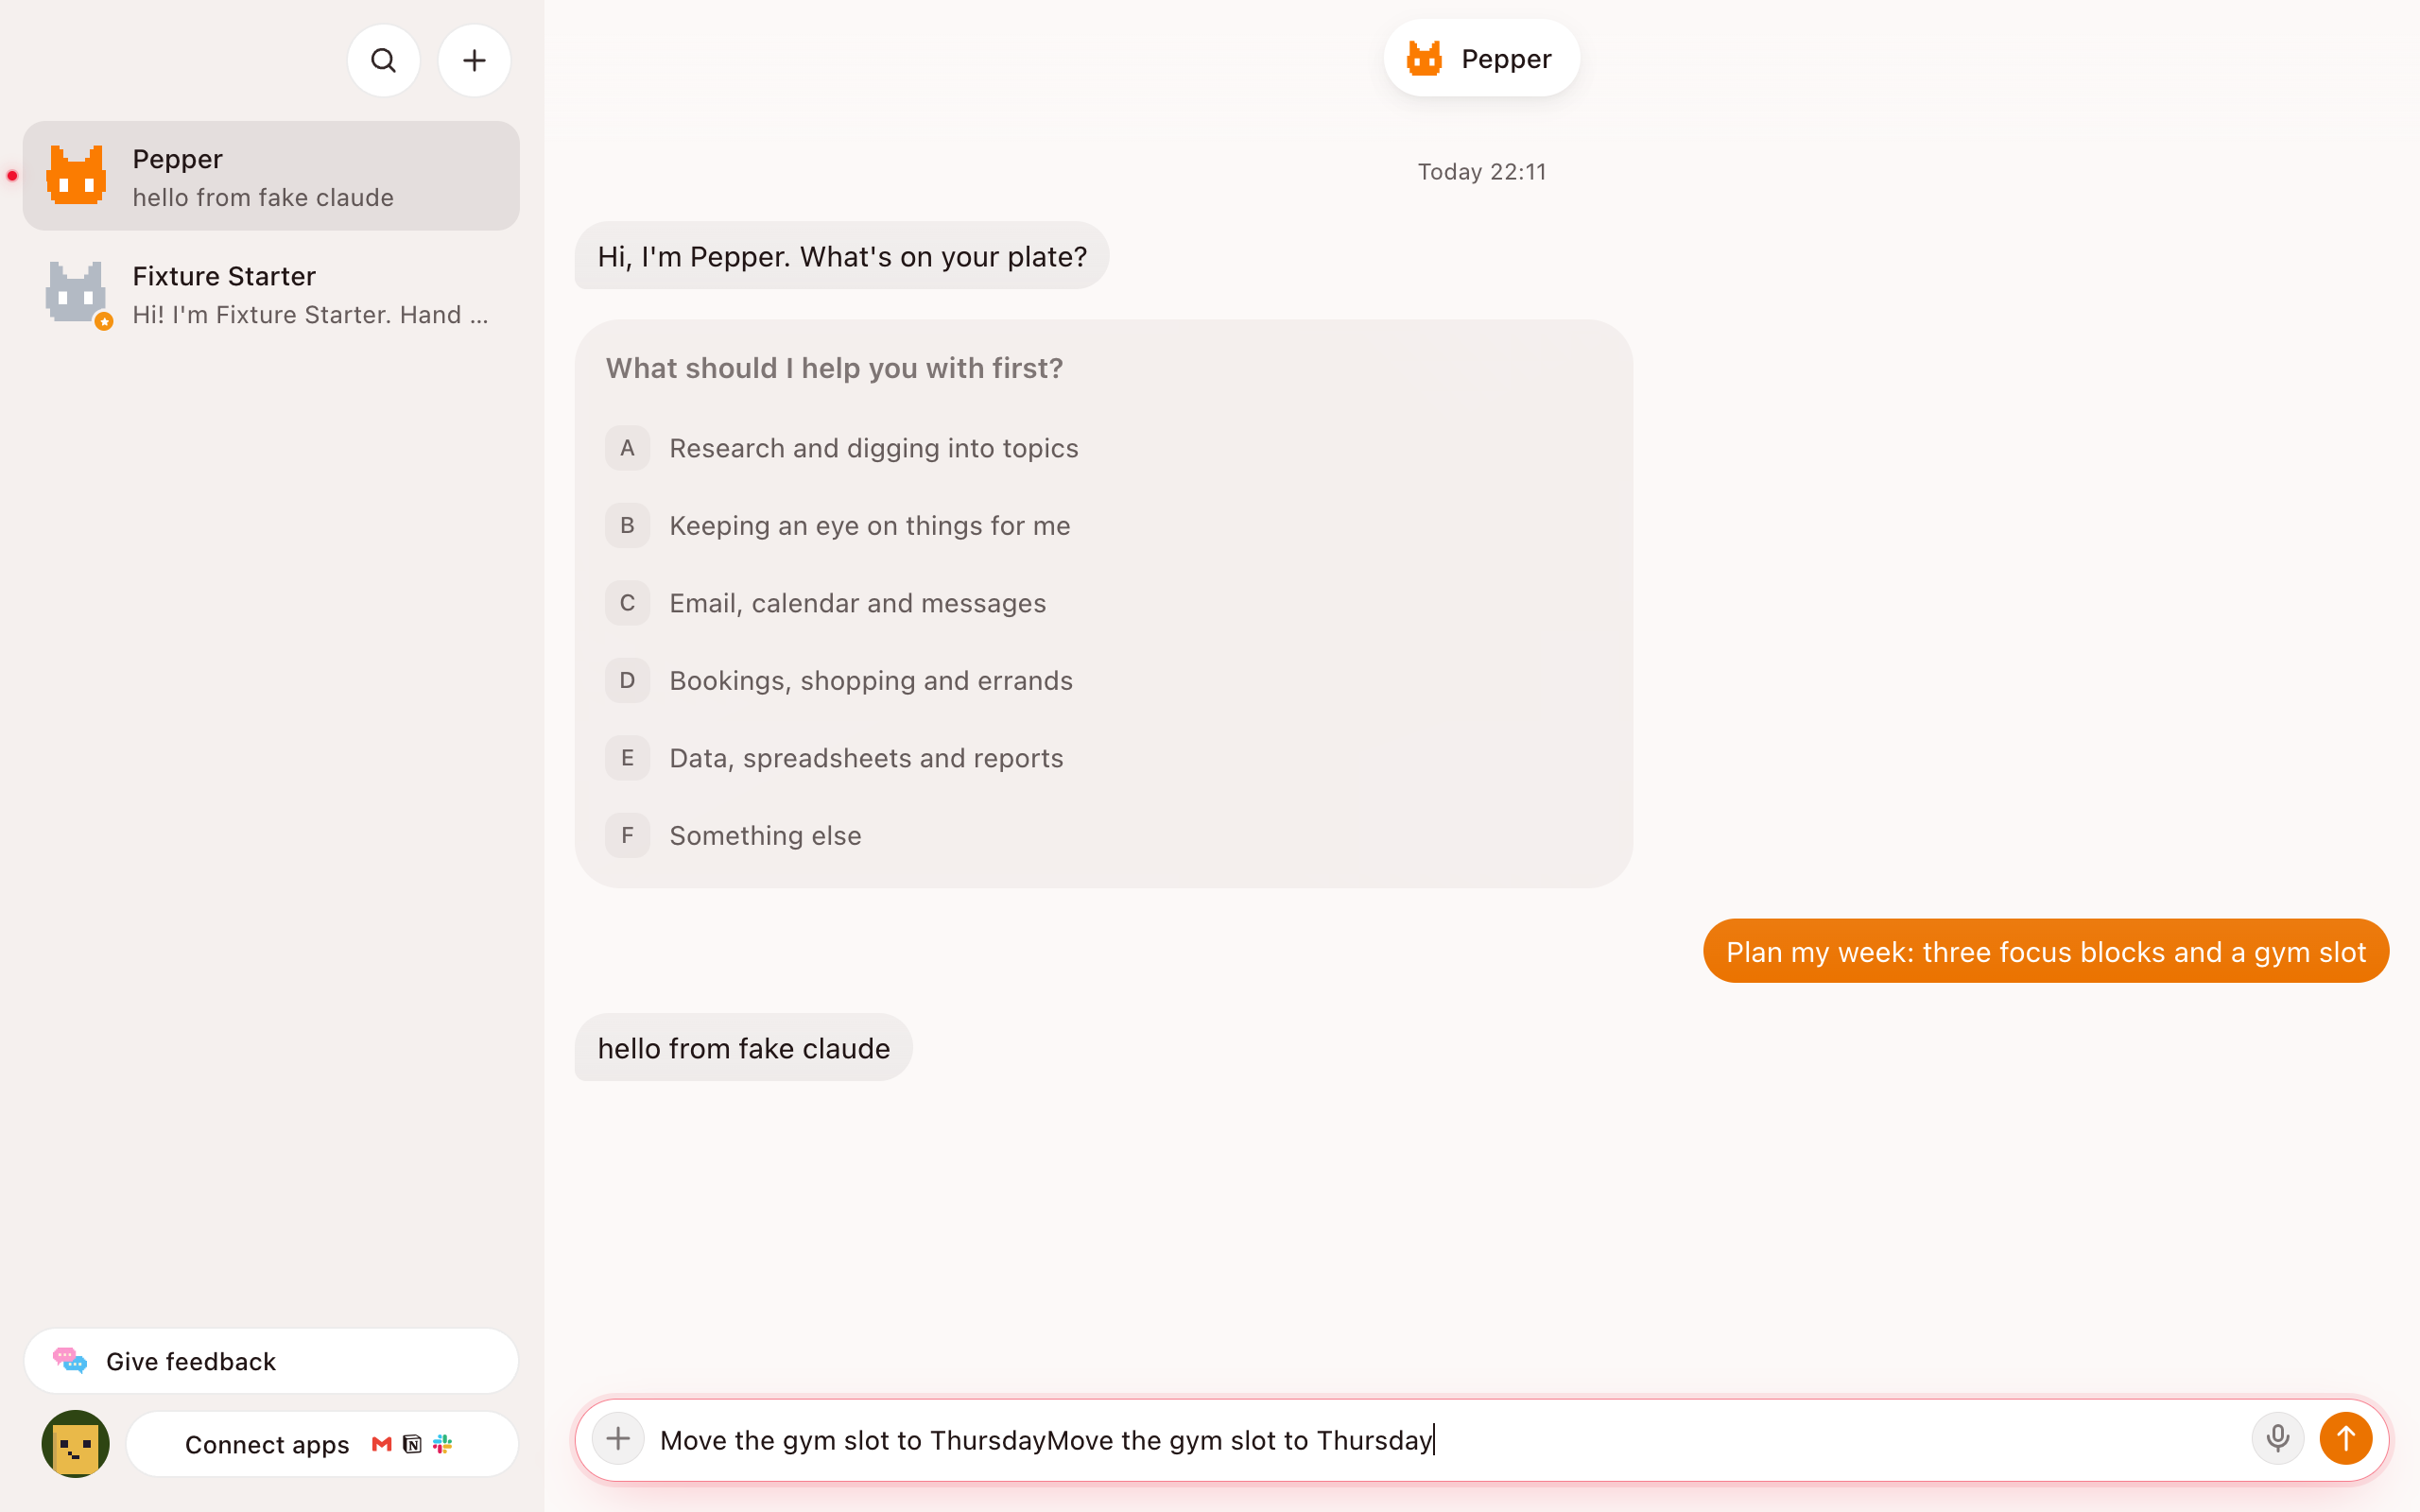 Pepper
hello from fake claude
Fixture Starter
Hi! I'm Fixture Starter. Hand ...
Give feedback
Connect apps
Pepper
Today 22:11
Hi, I'm Pepper. What's on your plate?
What should I help you with first?
A Research and digging into topics
B Keeping an eye on things for me
C Email, calendar and messages
D Bookings, shopping and errands
E Data, spreadsheets and reports
F Something else
Plan my week: three focus blocks and a gym slot
hello from fake claude
Move the gym slot to ThursdayMove the gym slot to Thursday